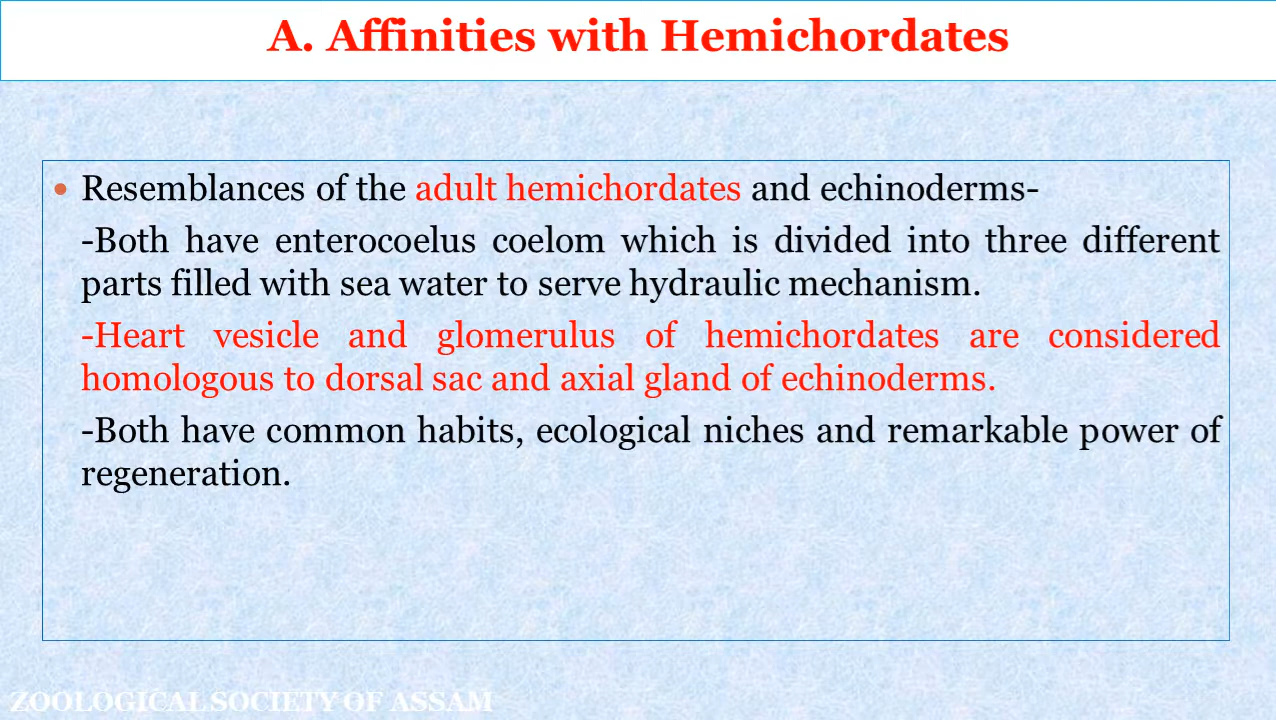 A. Affinities with Hemichordates
• Resemblances of the adult hemichordates and echinoderms-
-Both have enterocoelus coelom which is divided into three different
parts filled with sea water to serve hydraulic mechanism.
-Heart vesicle and glomerulus of hemichordates are considered
homologous to dorsal sac and axial gland of echinoderms.
-Both have common habits, ecological niches and remarkable power of
regeneration.
ZOOLOGICAL SOCIETY OF ASSAM